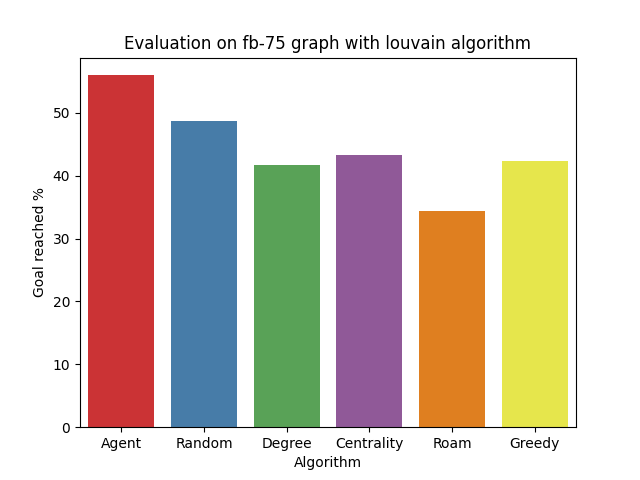 Evaluation on fb-75 graph with louvain algorithm
Goal reached %
50
40
30
20
10
0
Agent Random Degree Centrality Roam Greedy
Algorithm